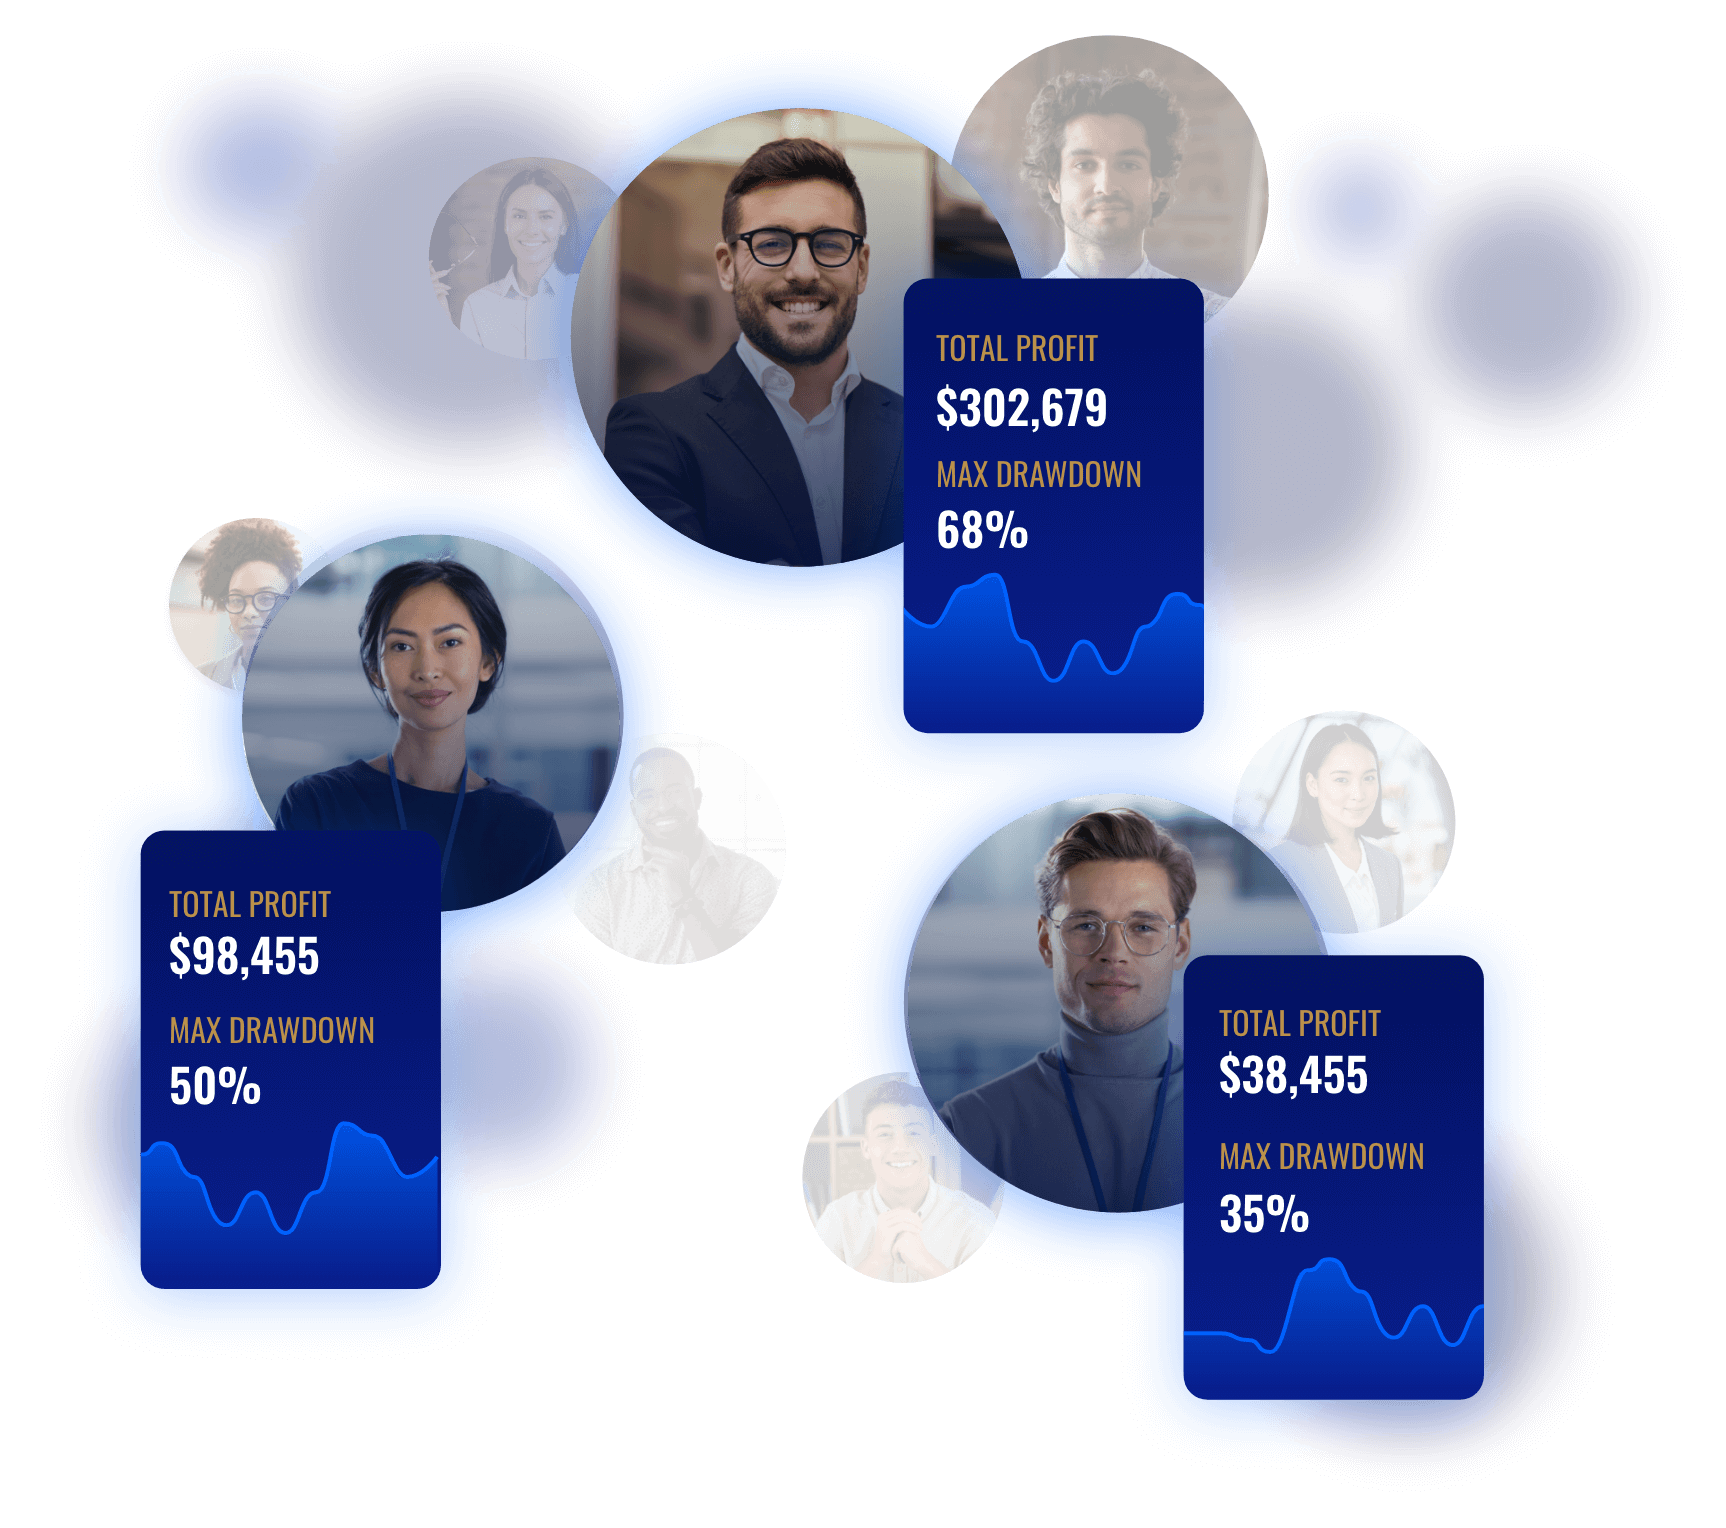 TOTAL PROFIT
$302,679
MAX DRAWDOWN
68%
TOTAL PROFIT
$98,455
MAX DRAWDOWN
50%
TOTAL PROFIT
$38,455
MAX DRAWDOWN
35%